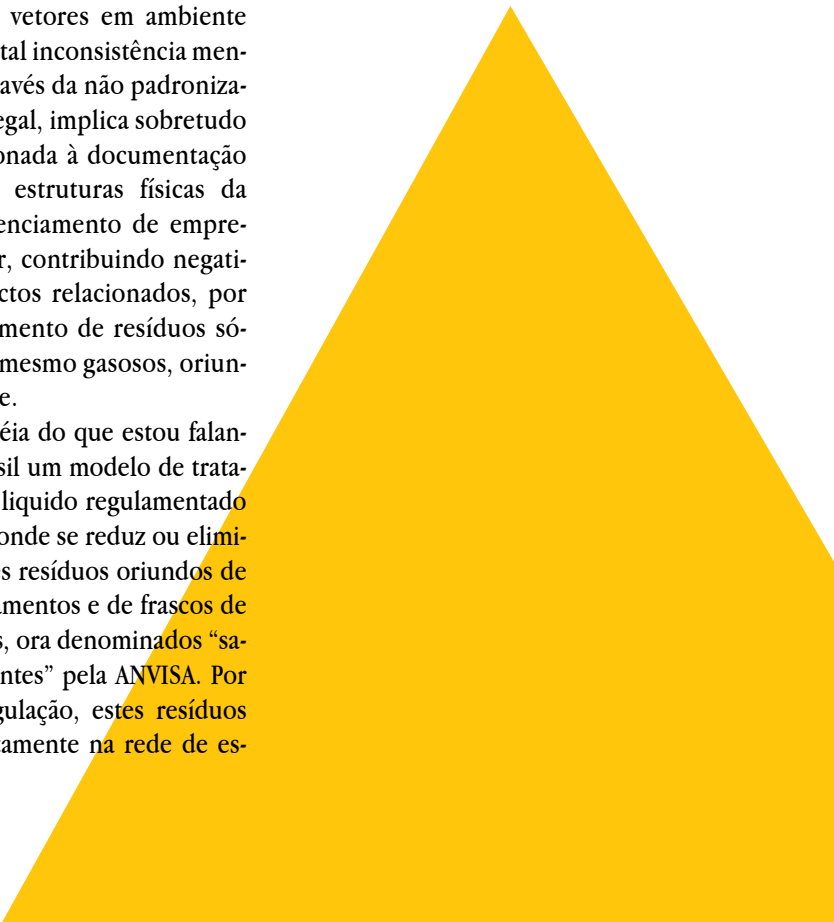 vetores em ambiente
tal inconsistência men-
avés da não padroniza-
egal, implica sobretudo
onada à documentação
estruturas físicas da
enciamento de empre-
r, contribuindo negati-
ctos relacionados, por
mento de resíduos só-
mesmo gasosos, oriun-
e.
éia do que estou falan-
sil um modelo de trata-
liquido regulamentado
onde se reduz ou elimi-
es resíduos oriundos de
amentos e de frascos de
s, ora denominados “sa-
ntes” pela ANVISA. Por
gulação, estes resíduos
tamente na rede de es-